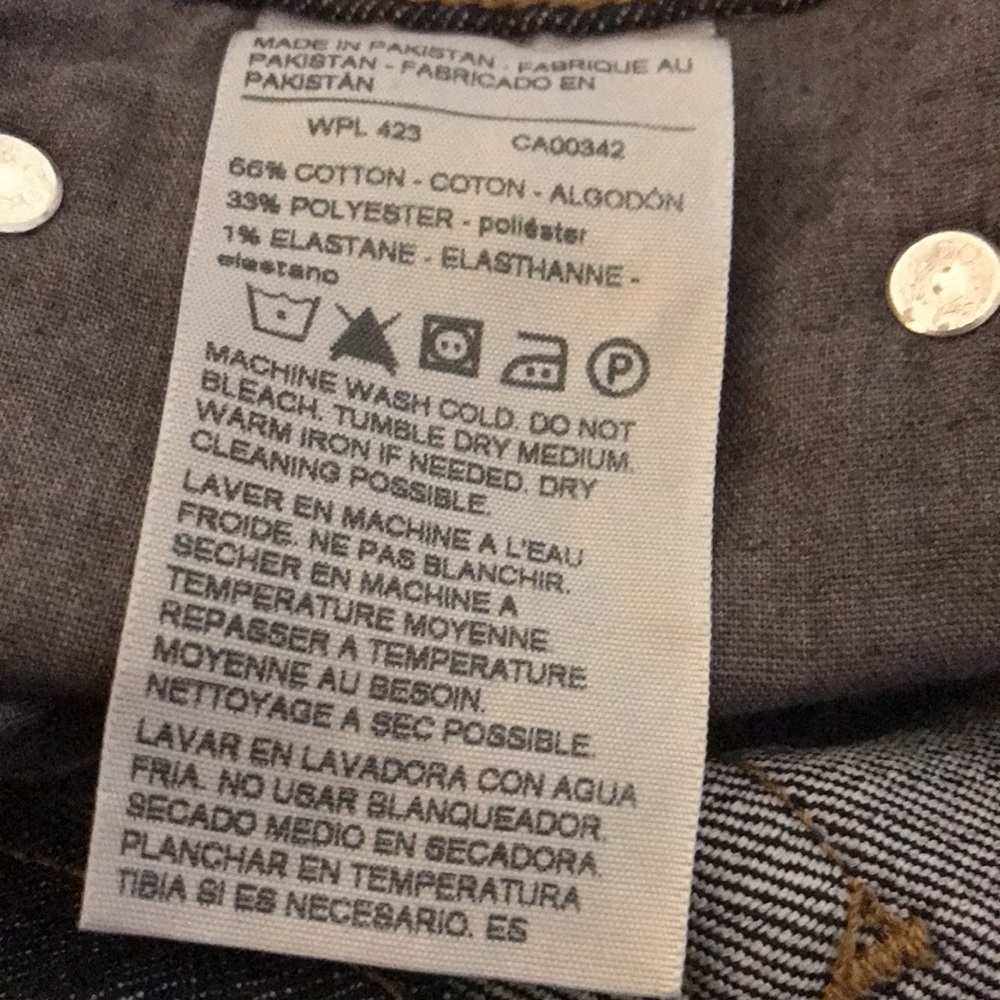 MADE IN PAKISTAN - FABRIQUE AU
PAKISTAN - FABRICADO EN
PAKISTÁN
WPL 423 CA00342
66% COTTON - COTON - ALGODÓN
33% POLYESTER - poliéster
1% ELASTANE - ELASTHANNE -
elastano
P
MACHINE WASH COLD. DO NOT
BLEACH. TUMBLE DRY MEDIUM.
WARM IRON IF NEEDED. DRY
CLEANING POSSIBLE.
LAVER EN MACHINE A L'EAU
FROIDE. NE PAS BLANCHIR.
SECHER EN MACHINE A
TEMPERATURE MOYENNE.
REPASSER A TEMPERATURE
MOYENNE AU BESOIN.
NETTOYAGE A SEC POSSIBLE.
LAVAR EN LAVADORA CON AGUA
FRIA. NO USAR BLANQUEADOR.
SECADO MEDIO EN SECADORA.
PLANCHAR EN TEMPERATURA
TIBIA SI ES NECESARIO. ES